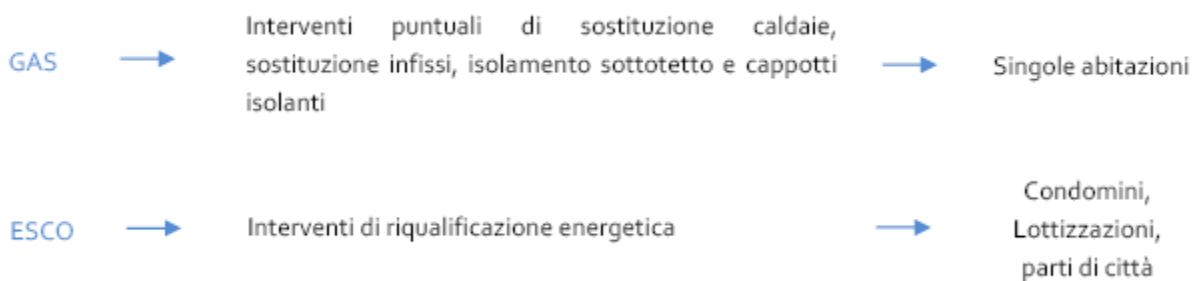 GAS
Interventi puntuali di sostituzione caldaie,
sostituzione infissi, isolamento sottotetto e cappotti
isolanti
Singole abitazioni
ESCO
Interventi di riqualificazione energetica
Condomini,
Lottizzazioni,
parti di città